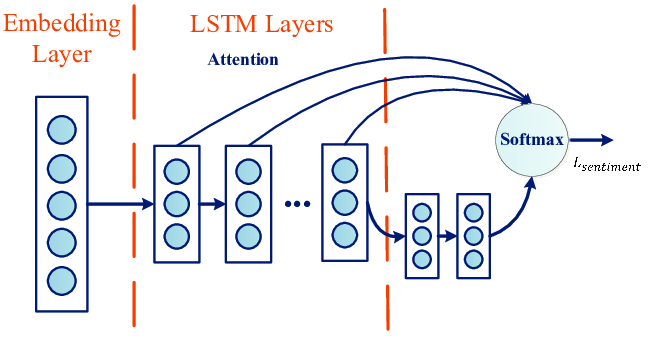 Embedding
Layer
LSTM Layers
Attention
Softmax
L_sentiment